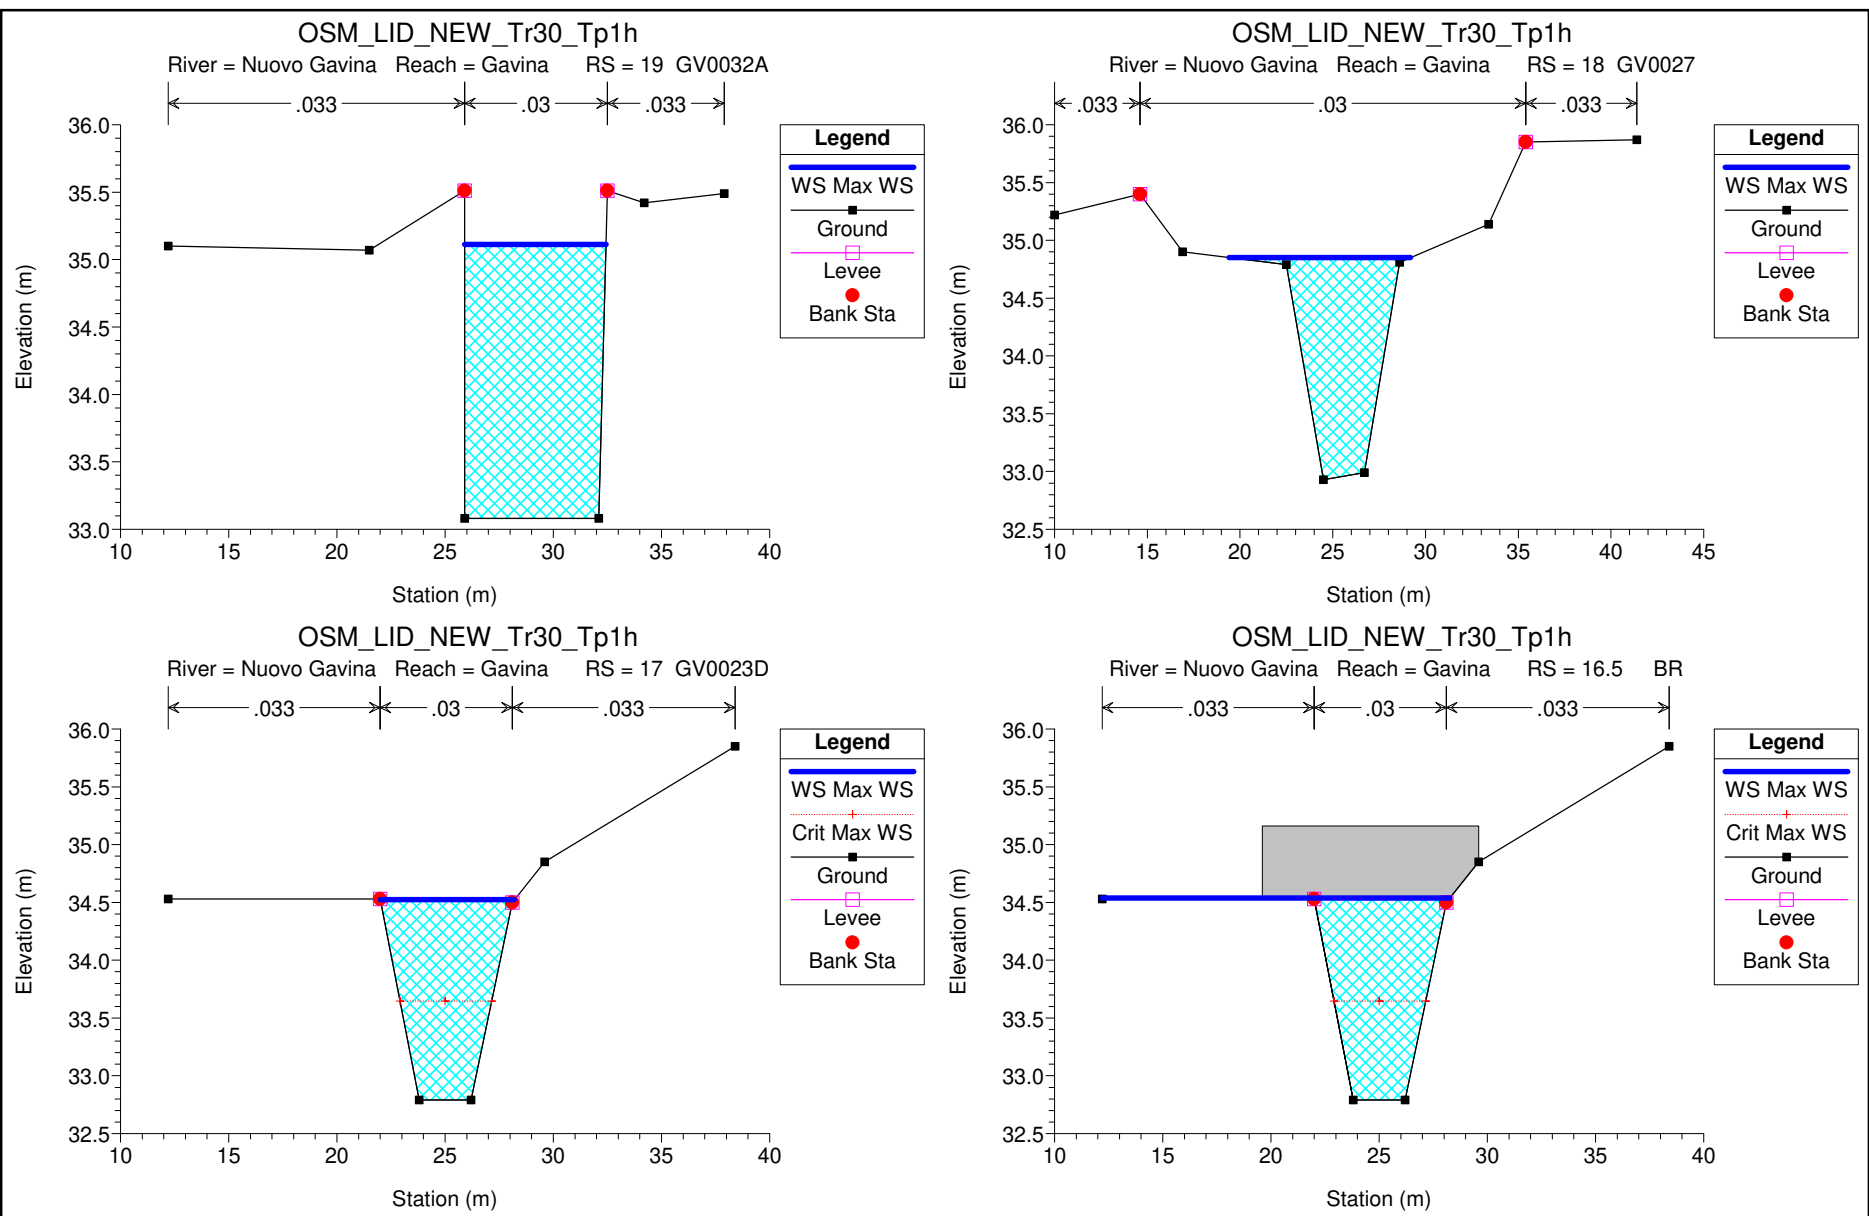 OSM_LID_NEW_Tr30_Tp1h
River = Nuovo Gavina Reach = Gavina RS = 19 GV0032A
.033 .03 .033
36.0
35.5
35.0
34.5
34.0
33.5
33.0
10 15 20 25 30 35 40
Station (m)
Elevation (m)
Legend
WS Max WS
Ground
Levee
Bank Sta
OSM_LID_NEW_Tr30_Tp1h
River = Nuovo Gavina Reach = Gavina RS = 18 GV0027
.033 .03 .033
36.0
35.5
35.0
34.5
34.0
33.5
33.0
32.5
10 15 20 25 30 35 40 45
Station (m)
Elevation (m)
Legend
WS Max WS
Ground
Levee
Bank Sta
OSM_LID_NEW_Tr30_Tp1h
River = Nuovo Gavina Reach = Gavina RS = 17 GV0023D
.033 .03 .033
36.0
35.5
35.0
34.5
34.0
33.5
33.0
32.5
10 15 20 25 30 35 40
Station (m)
Elevation (m)
Legend
WS Max WS
Crit Max WS
Ground
Levee
Bank Sta
OSM_LID_NEW_Tr30_Tp1h
River = Nuovo Gavina Reach = Gavina RS = 16.5 BR
.033 .03 .033
36.0
35.5
35.0
34.5
34.0
33.5
33.0
32.5
10 15 20 25 30 35 40
Station (m)
Elevation (m)
Legend
WS Max WS
Crit Max WS
Ground
Levee
Bank Sta